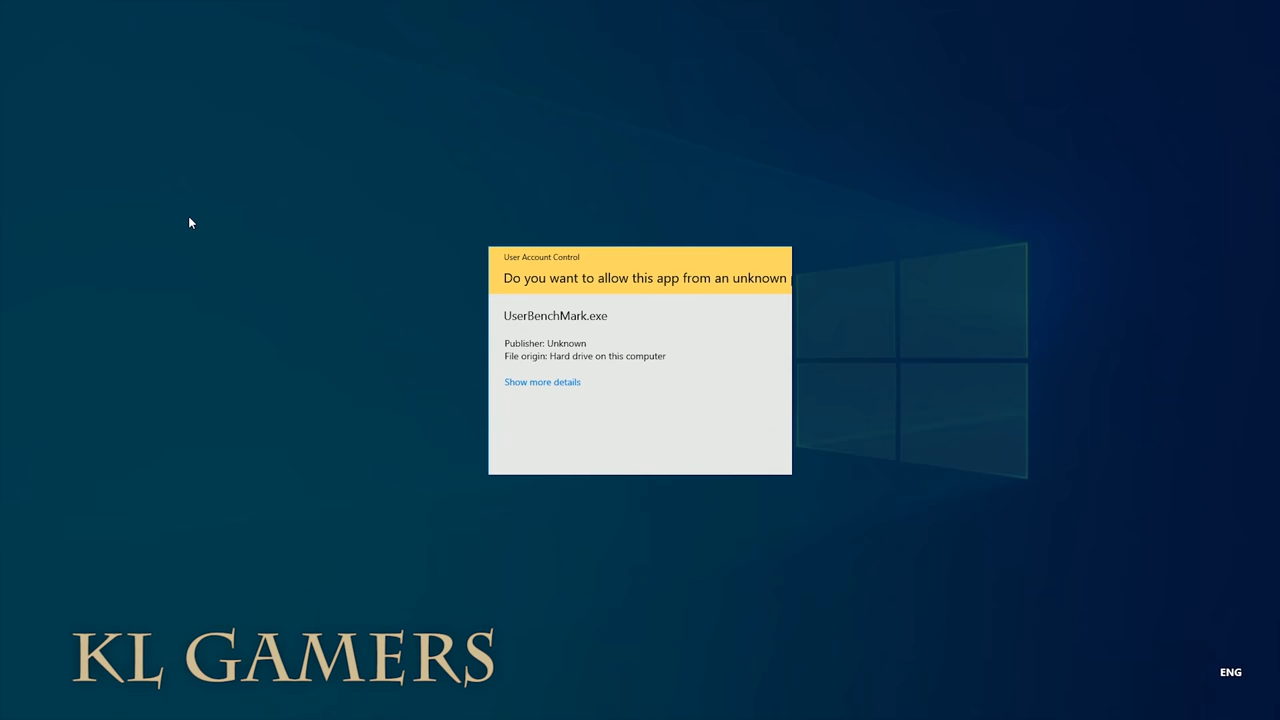 User Account Control
Do you want to allow this app from an unknown
UserBenchMark.exe
Publisher: Unknown
File origin: Hard drive on this computer
Show more details
KL GAMERS
ENG